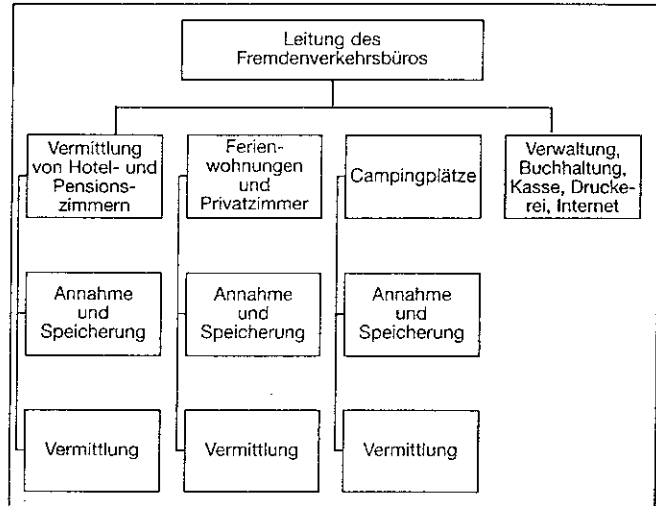 Leitung des
Fremdenverkehrsbüros
Vermittlung
von Hotel- und
Pensions-
zimmern
Ferien-
wohnungen
und
Privatzimmer
Campingplätze
Verwaltung,
Buchhaltung,
Kasse, Drucke-
rei, Internet
Annahme
und
Speicherung
Annahme
und
Speicherung
Annahme
und
Speicherung
Vermittlung
Vermittlung
Vermittlung